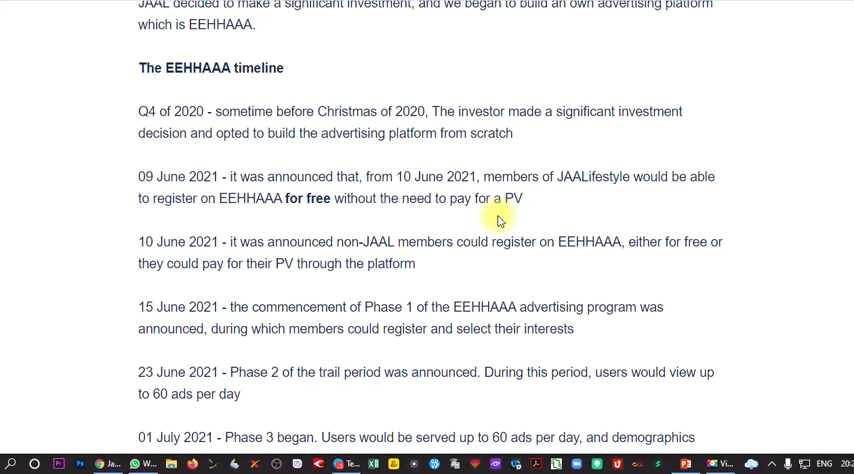 JAAL decided to make a significant investment, and we began to build an own advertising platform
which is EEHHAAA.
The EEHHAAA timeline
Q4 of 2020 - sometime before Christmas of 2020, The investor made a significant investment
decision and opted to build the advertising platform from scratch
09 June 2021 - it was announced that, from 10 June 2021, members of JAALifestyle would be able
to register on EEHHAAA for free without the need to pay for a PV
10 June 2021 - it was announced non-JAAL members could register on EEHHAAA, either for free or
they could pay for their PV through the platform
15 June 2021 - the commencement of Phase 1 of the EEHHAAA advertising program was
announced, during which members could register and select their interests
23 June 2021 - Phase 2 of the trail period was announced. During this period, users would view up
to 60 ads per day
01 July 2021 - Phase 3 began. Users would be served up to 60 ads per day, and demographics
Ja... W... Te... Vi... ENG